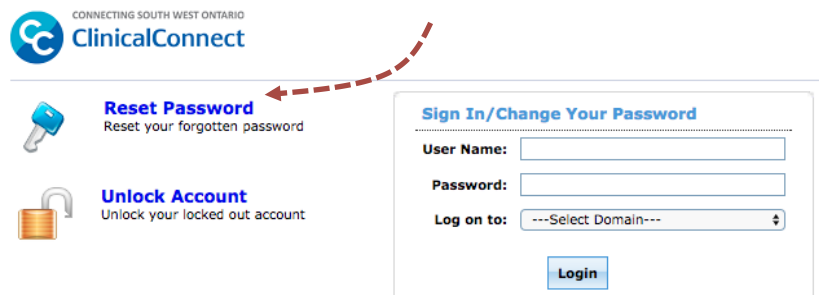 CONNECTING SOUTH WEST ONTARIO
ClinicalConnect
Reset Password
Reset your forgotten password
Unlock Account
Unlock your locked out account
Sign In/Change Your Password
User Name:
Password:
Log on to: ---Select Domain---
Login